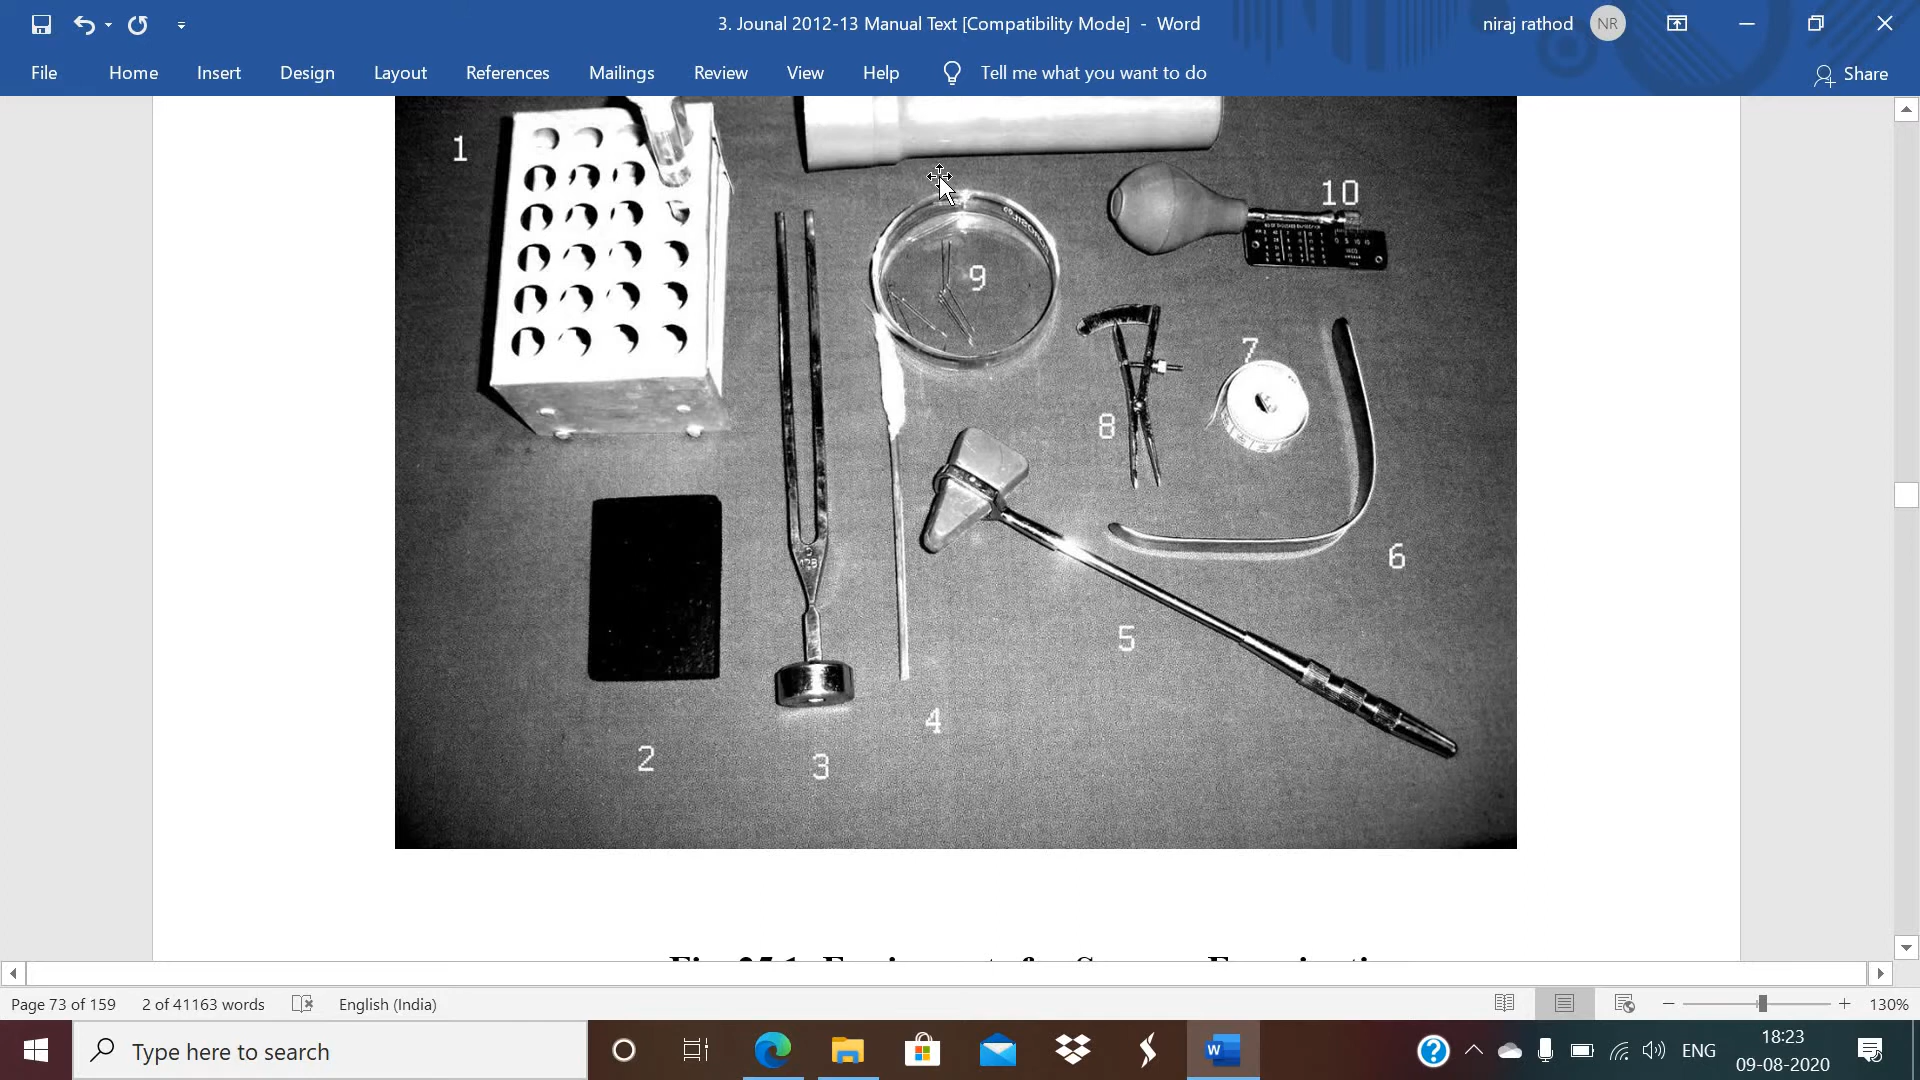 3. Jounal 2012-13 Manual Text [Compatibility Mode] - Word
niraj rathod
NR
File Home Insert Design Layout References Mailings Review View Help Tell me what you want to do
Share
1
10
9
7
8
6
5
4
2
3
128
Page 73 of 159 2 of 41163 words English (India)
130%
Type here to search
W
ENG
18:23
09-08-2020